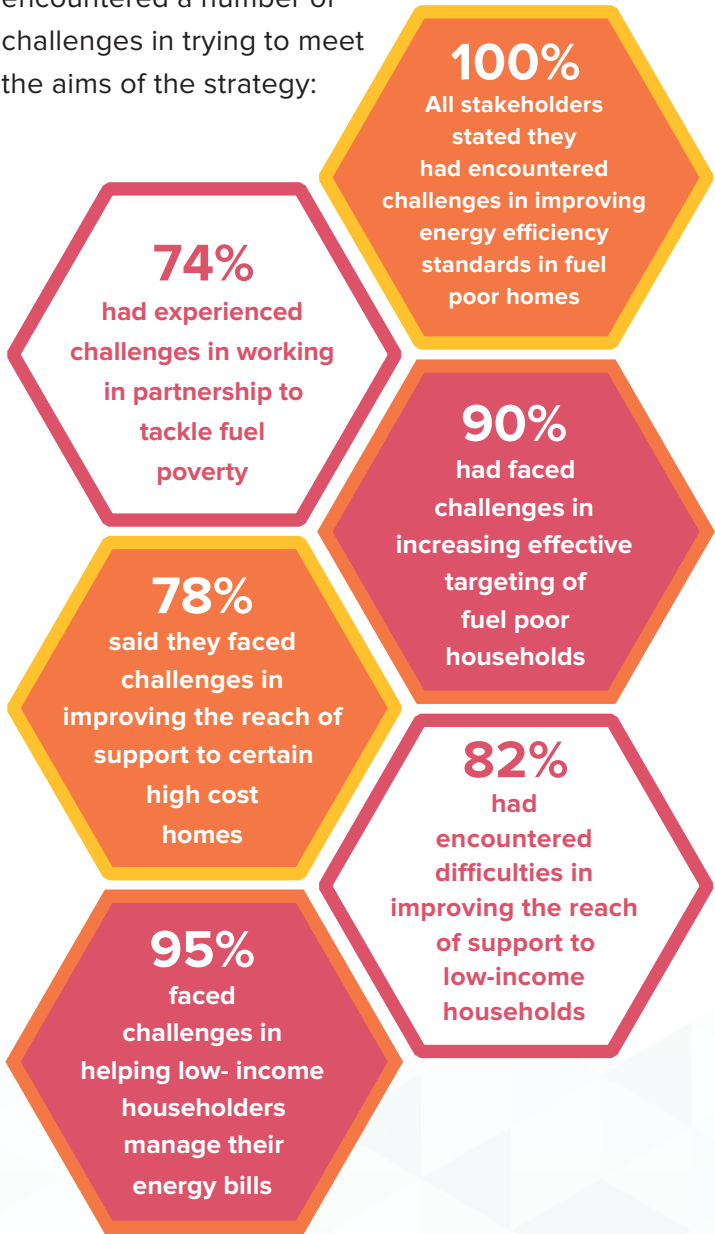 encountered a number of
challenges in trying to meet
the aims of the strategy:
100%
All stakeholders
stated they
had encountered
challenges in improving
energy efficiency
standards in fuel
poor homes
74%
had experienced
challenges in working
in partnership to
tackle fuel
poverty
90%
had faced
challenges in
increasing effective
targeting of
fuel poor
households
78%
said they faced
challenges in
improving the reach of
support to certain
high cost
homes
82%
had
encountered
difficulties in
improving the reach
of support to
low-income
households
95%
faced
challenges in
helping low- income
householders
manage their
energy bills